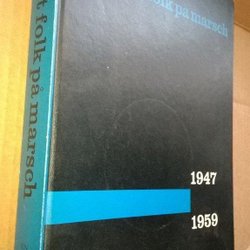 t folk på marsch
folk på marsch
1947
1959